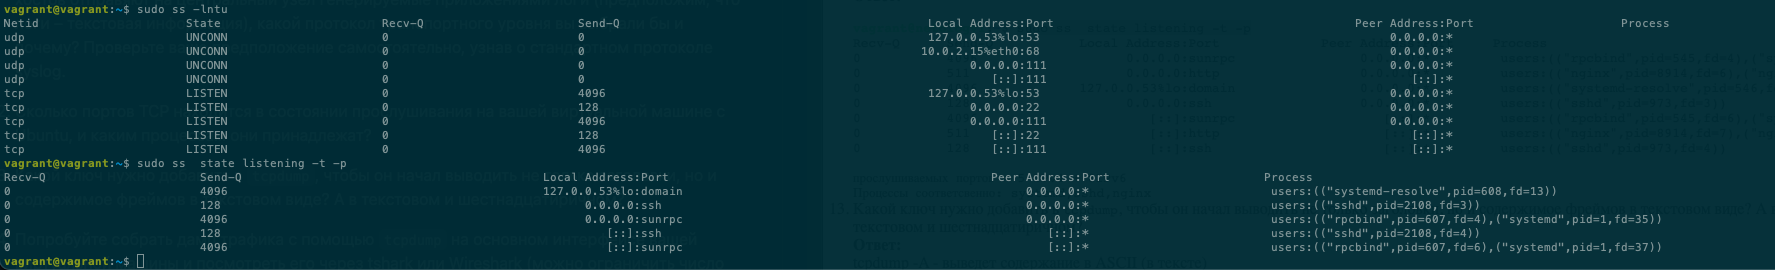 vagrant@vagrant:~$ sudo ss -lntu
Netid State Recv-Q Send-Q Local Address:Port Peer Address:Port Process
udp UNCONN 0 0 127.0.0.53%lo:53 0.0.0.0:*
udp UNCONN 0 0 10.0.2.15%eth0:68 0.0.0.0:*
udp UNCONN 0 0 0.0.0.0:111 0.0.0.0:*
udp UNCONN 0 0 [::]:111 [::]:*
tcp LISTEN 0 4096 127.0.0.53%lo:53 0.0.0.0:*
tcp LISTEN 0 128 0.0.0.0:22 0.0.0.0:*
tcp LISTEN 0 4096 0.0.0.0:111 0.0.0.0:*
tcp LISTEN 0 128 [::]:22 [::]:*
tcp LISTEN 0 4096 [::]:111 [::]:*
vagrant@vagrant:~$ sudo ss  state listening -t -p
Recv-Q Send-Q Local Address:Port Peer Address:Port Process
0 4096 127.0.0.53%lo:domain 0.0.0.0:* users:(("systemd-resolve",pid=608,fd=13))
0 128 0.0.0.0:ssh 0.0.0.0:* users:(("sshd",pid=2108,fd=3))
0 4096 0.0.0.0:sunrpc 0.0.0.0:* users:(("rpcbind",pid=607,fd=4),("systemd",pid=1,fd=35))
0 128 [::]:ssh [::]:* users:(("sshd",pid=2108,fd=4))
0 4096 [::]:sunrpc [::]:* users:(("rpcbind",pid=607,fd=6),("systemd",pid=1,fd=37))
vagrant@vagrant:~$